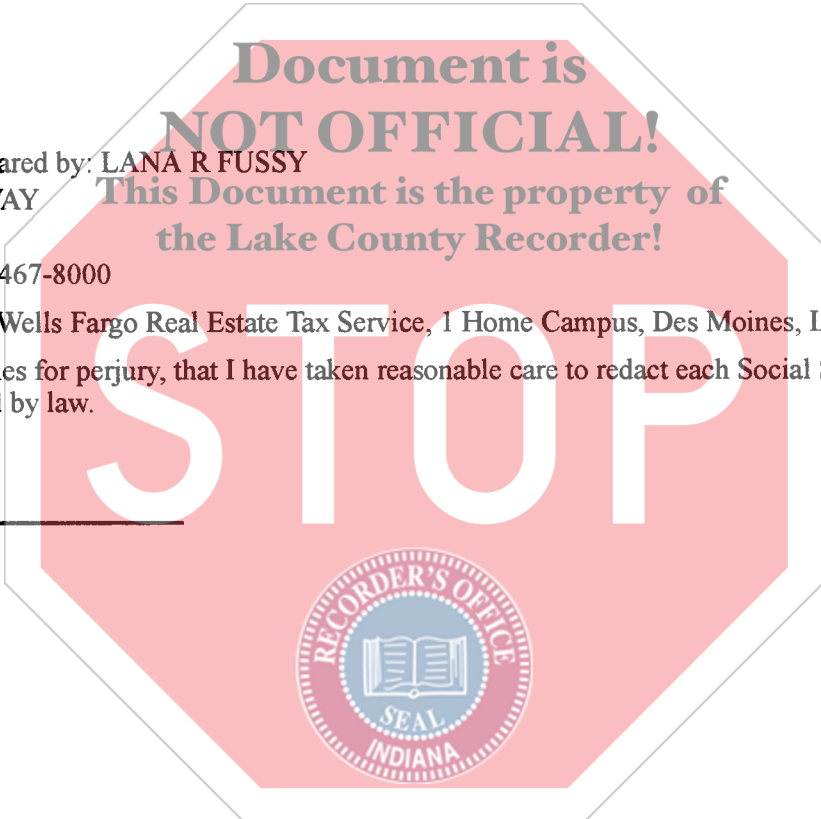 Document is
NOT OFFICIAL!
ared by: LANA R FUSSY
This Document is the property of
AY
the Lake County Recorder!
467-8000
Wells Fargo Real Estate Tax Service, 1 Home Campus, Des Moines,
es for perjury, that I have taken reasonable care to redact each Social
by law.
STOP
RECORDER'S OFFICE
SEAL
INDIANA